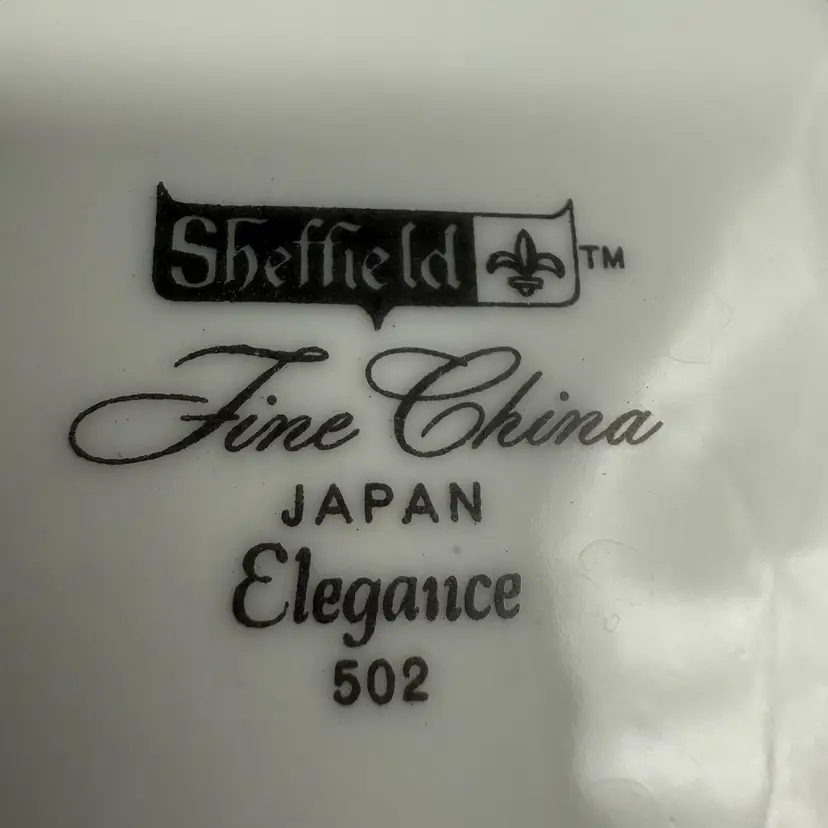 Sheffield TM
Fine China
JAPAN
Elegance
502